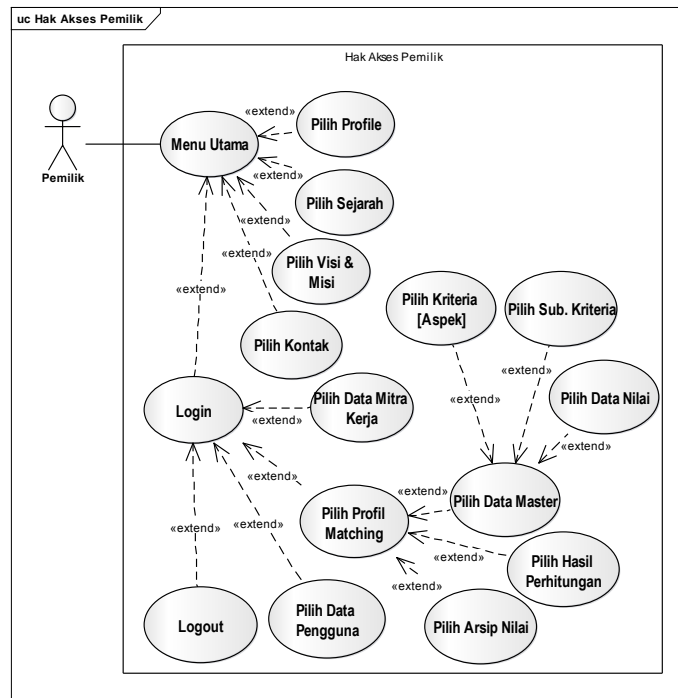 uc Hak Akses Pemilik
Hak Akses Pemilik
Pemilik
Menu Utama
«extend»
Pilih Profile
«extend»
Pilih Sejarah
«extend»
Pilih Visi &
Misi
«extend»
Pilih Kontak
«extend»
Pilih Kriteria
[Aspek]
Pilih Sub. Kriteria
Login
«extend»
Pilih Data Mitra
Kerja
«extend»
«extend»
Pilih Data Nilai
«extend»
«extend»
Pilih Profil
Matching
«extend»
Pilih Data Master
«extend»
«extend»
«extend»
Pilih Hasil
Perhitungan
«extend»
Logout
Pilih Data
Pengguna
Pilih Arsip Nilai